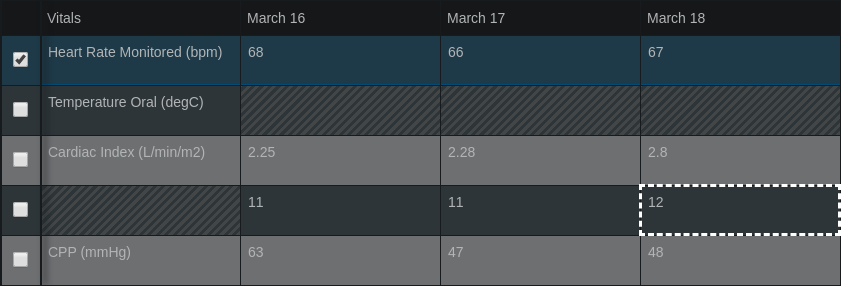 Vitals March 16 March 17 March 18
Heart Rate Monitored (bpm) 68 66 67
Temperature Oral (degC)
Cardiac Index (L/min/m2) 2.25 2.28 2.8
11 11 12
CPP (mmHg) 63 47 48